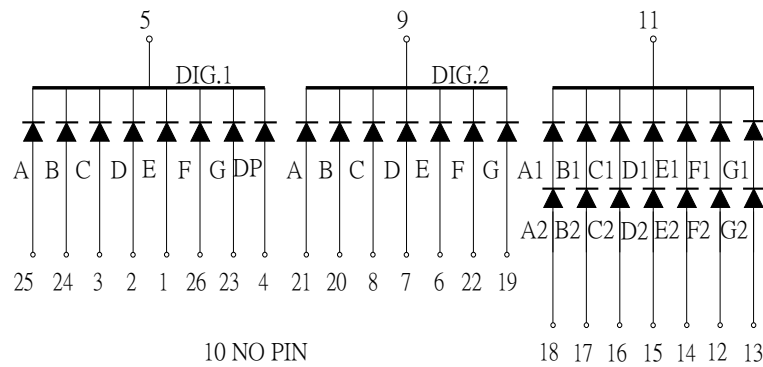 5 9 11
DIG.1 DIG.2
A B C D E F G DP A B C D E F G A1 B1 C1 D1 E1 F1 G1
A2 B2 C2 D2 E2 F2 G2
25 24 3 2 1 26 23 4 21 20 8 7 6 22 19
10 NO PIN 18 17 16 15 14 12 13